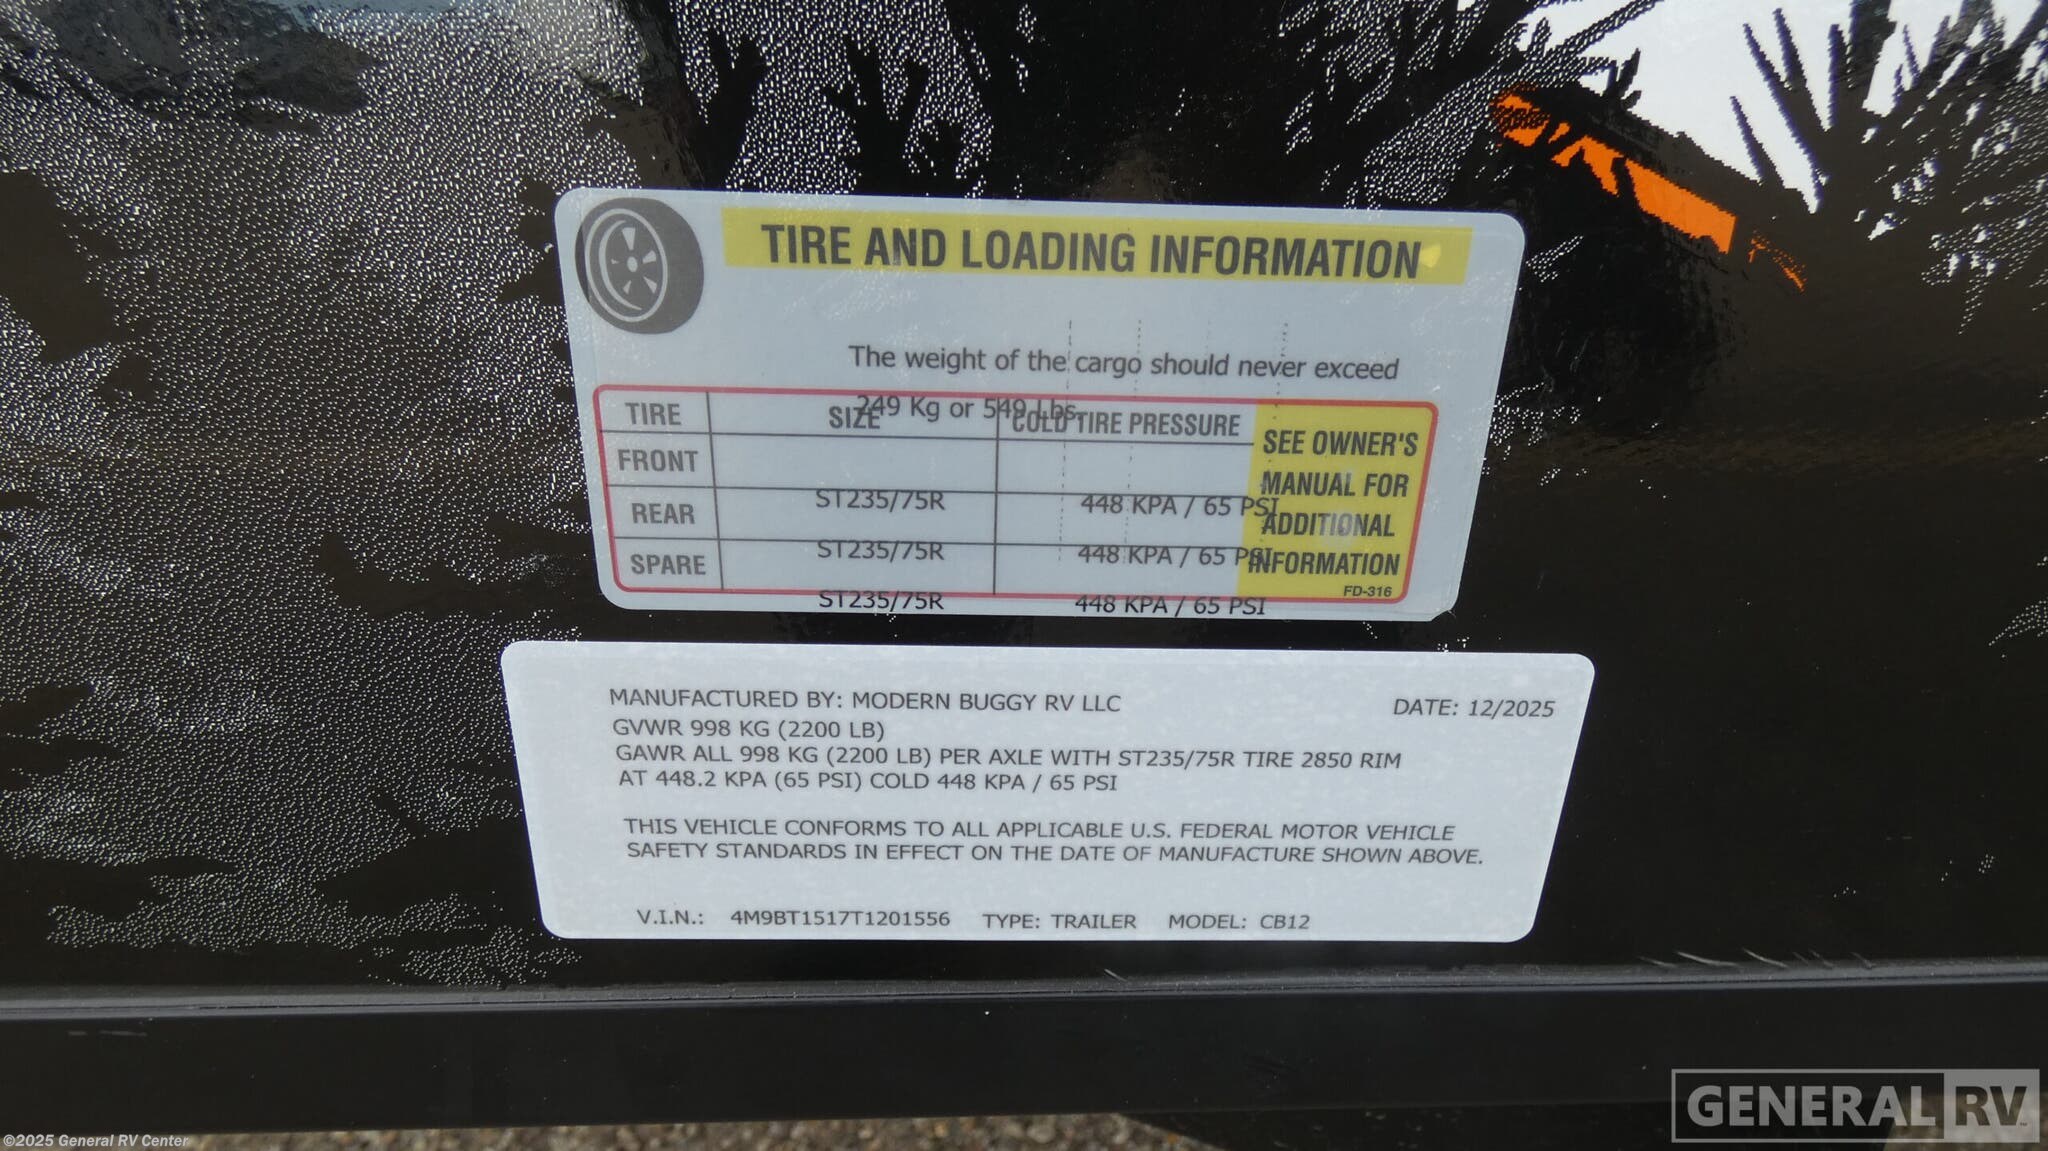 TIRE AND LOADING INFORMATION
The weight of the cargo should never exceed
249 Kg or 549 Lbs.
TIRE SIZE COLD TIRE PRESSURE
SEE OWNER'S
MANUAL FOR
ADDITIONAL
INFORMATION
FD-316
FRONT ST235/75R 448 KPA / 65 PSI
REAR ST235/75R 448 KPA / 65 PSI
SPARE ST235/75R 448 KPA / 65 PSI
MANUFACTURED BY: MODERN BUGGY RV LLC DATE: 12/2025
GVWR 998 KG (2200 LB)
GAWR ALL 998 KG (2200 LB) PER AXLE WITH ST235/75R TIRE 2850 RIM
AT 448.2 KPA (65 PSI) COLD 448 KPA / 65 PSI
THIS VEHICLE CONFORMS TO ALL APPLICABLE U.S. FEDERAL MOTOR VEHICLE
SAFETY STANDARDS IN EFFECT ON THE DATE OF MANUFACTURE SHOWN ABOVE.
V.I.N.: 4M9BT1517T1201556 TYPE: TRAILER MODEL: CB12
GENERAL RV
©2025 General RV Center